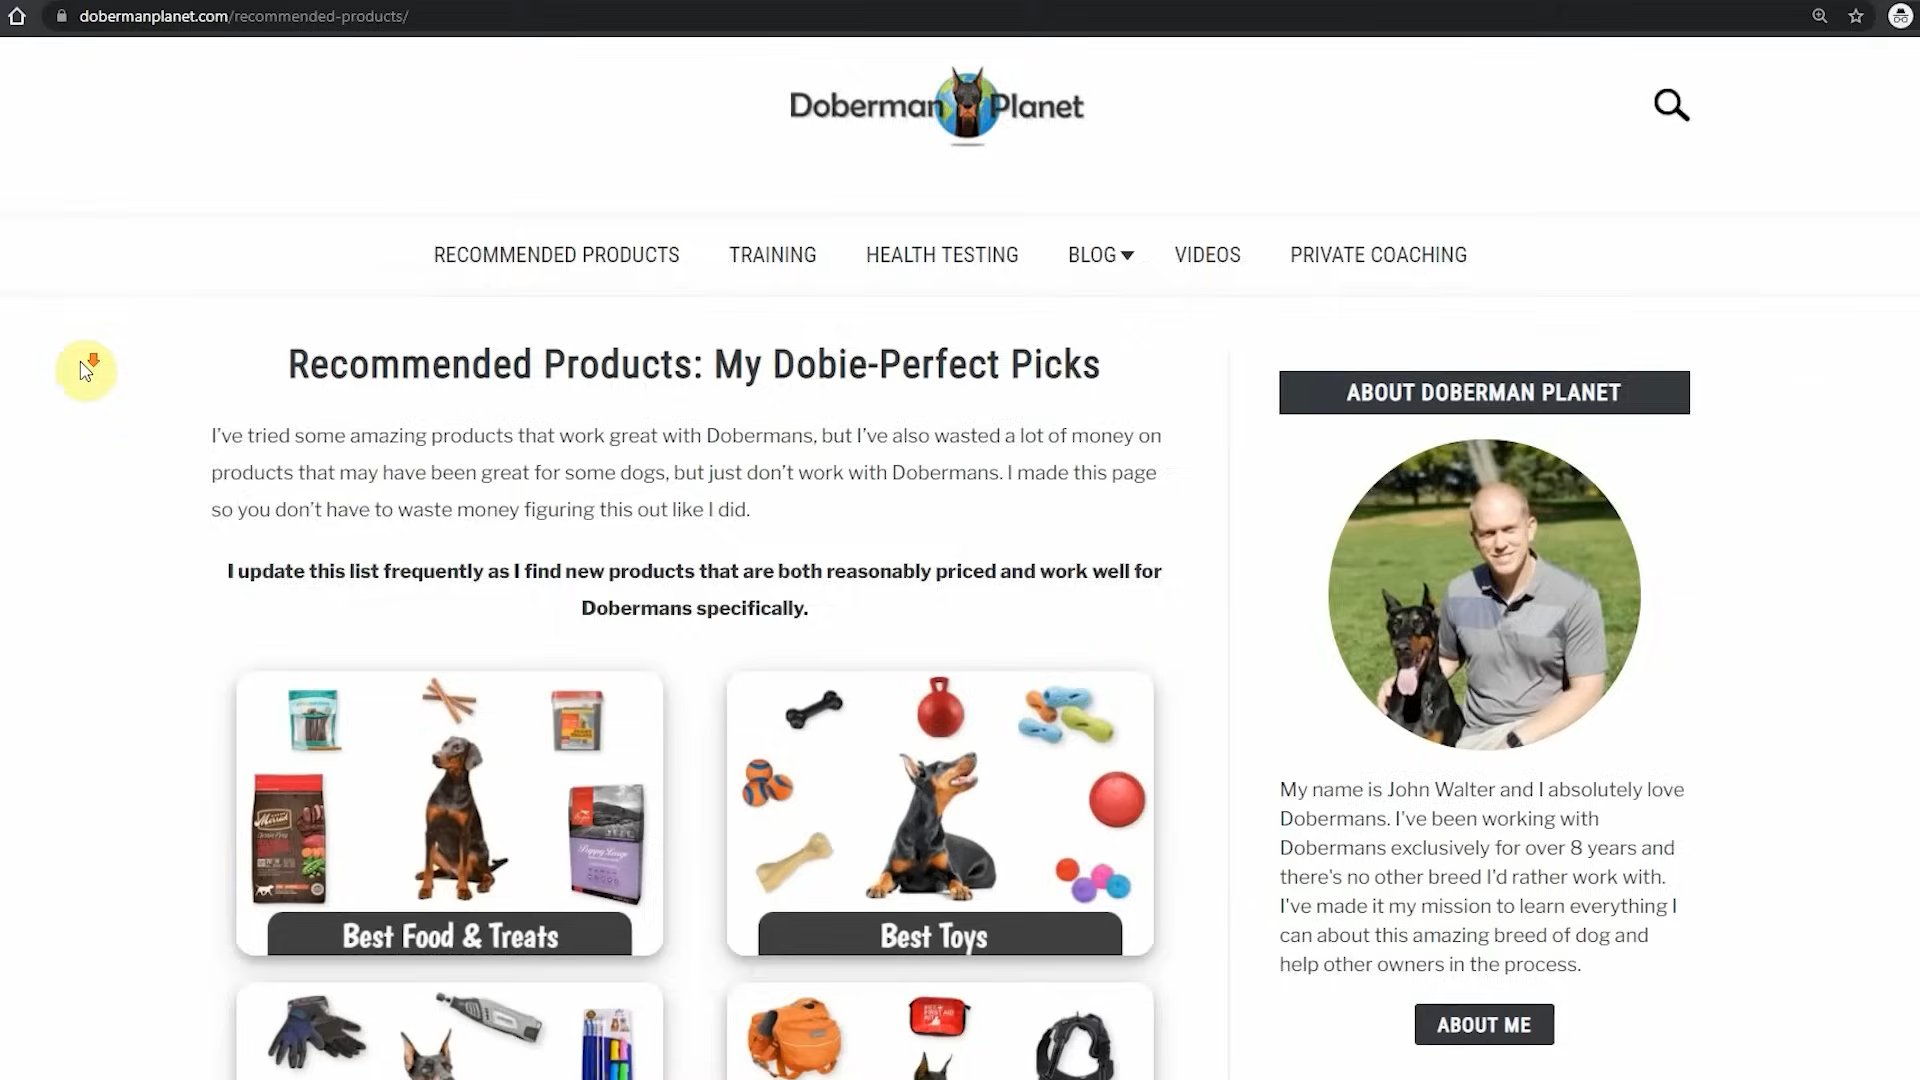 dobermanplanet.com/recommended-products/
Doberman Planet
RECOMMENDED PRODUCTS TRAINING HEALTH TESTING BLOG VIDEOS PRIVATE COACHING
Recommended Products: My Dobie-Perfect Picks
I’ve tried some amazing products that work great with Dobermans, but I’ve also wasted a lot of money on
products that may have been great for some dogs, but just don’t work with Dobermans. I made this page
so you don’t have to waste money figuring this out like I did.
I update this list frequently as I find new products that are both reasonably priced and work well for
Dobermans specifically.
Merrick
Puppy Large
Best Food & Treats
Best Toys
FIRST AID
ABOUT DOBERMAN PLANET
My name is John Walter and I absolutely love
Dobermans. I've been working with
Dobermans exclusively for over 8 years and
there's no other breed I'd rather work with.
I've made it my mission to learn everything I
can about this amazing breed of dog and
help other owners in the process.
ABOUT ME